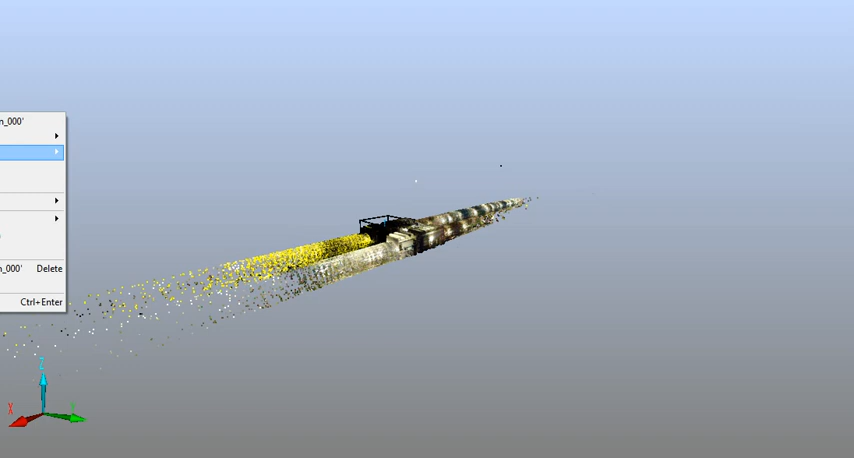 n_000'
n_000' Delete
Ctrl+Enter
Z
X
Y